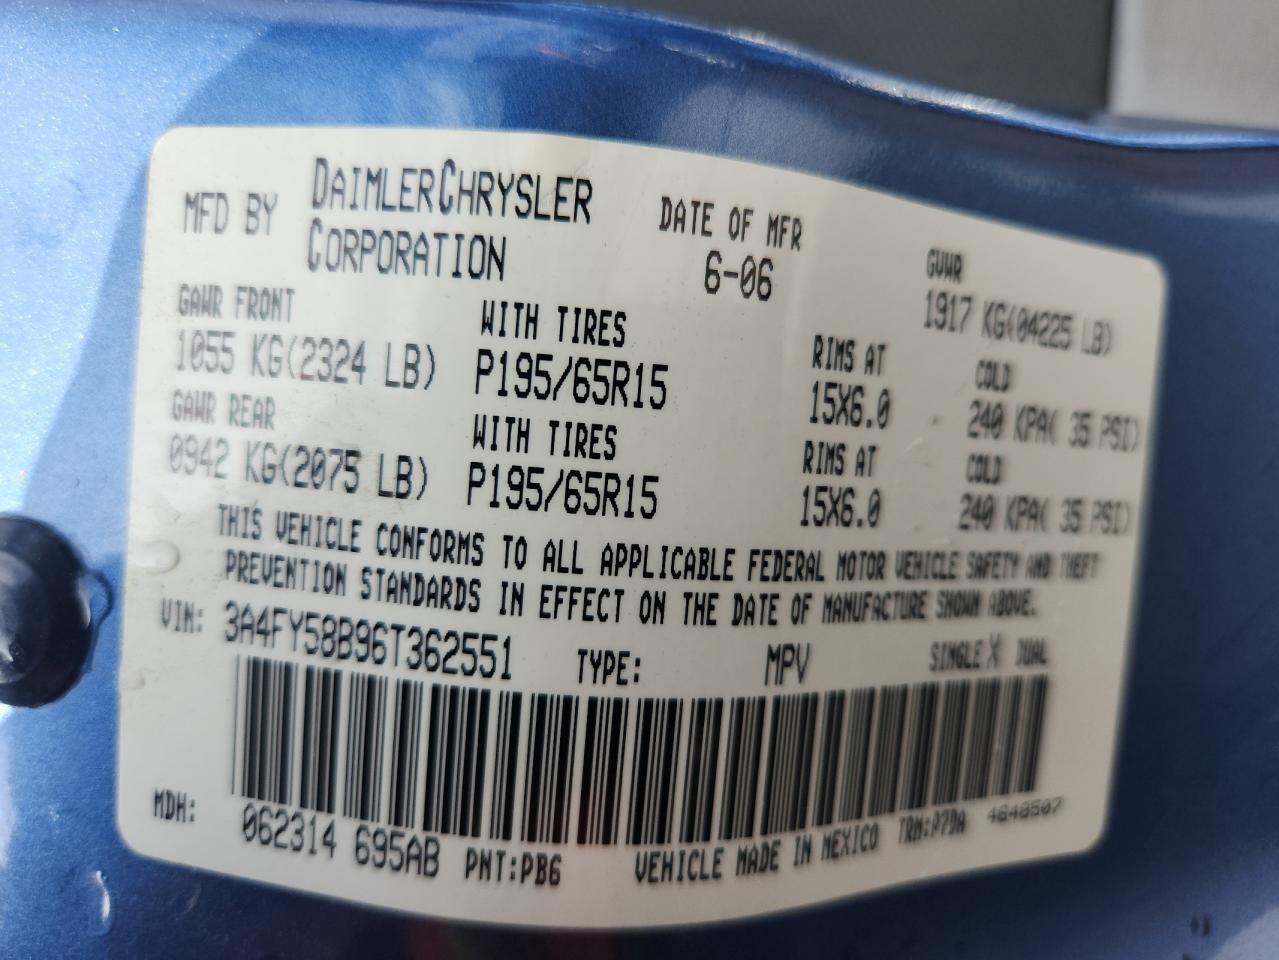 MFD BY DAIMLERCHRYSLER CORPORATION
DATE OF MFR 6-06
GVWR 1917 KG(04225 LB)
GAWR FRONT WITH TIRES RIMS AT COLD
1055 KG(2324 LB) P195/65R15 15X6.0 240 KPA( 35 PSI)
GAWR REAR WITH TIRES RIMS AT COLD
0942 KG(2075 LB) P195/65R15 15X6.0 240 KPA( 35 PSI)
THIS VEHICLE CONFORMS TO ALL APPLICABLE FEDERAL MOTOR VEHICLE SAFETY AND THEFT
PREVENTION STANDARDS IN EFFECT ON THE DATE OF MANUFACTURE SHOWN ABOVE.
VIN: 3A4FY58B96T362551 TYPE: MPV SINGLE X DUAL
MDH: 062314 695AB PNT:PB6 VEHICLE MADE IN MEXICO TRM:P7DA 4648507